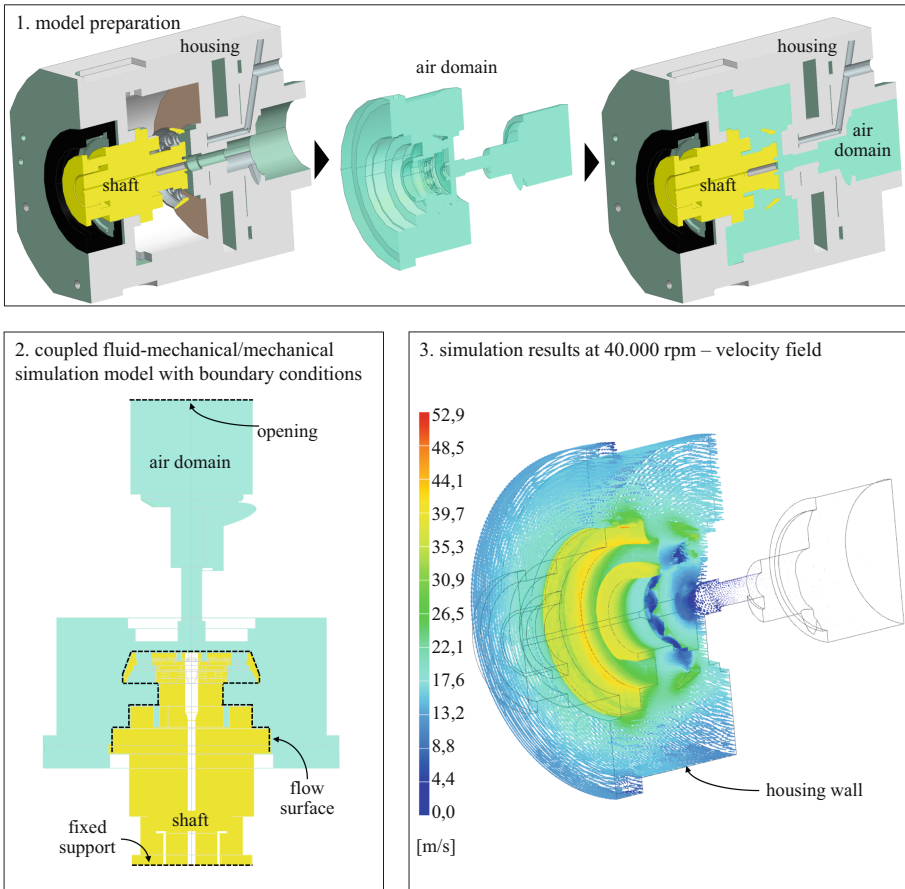 1. model preparation
housing
shaft
air domain
housing
shaft
air
domain
2. coupled fluid-mechanical/mechanical
simulation model with boundary conditions
opening
air domain
flow
surface
shaft
fixed
support
3. simulation results at 40.000 rpm – velocity field
52,9
48,5
44,1
39,7
35,3
30,9
26,5
22,1
17,6
13,2
8,8
4,4
0,0
[m/s]
housing wall